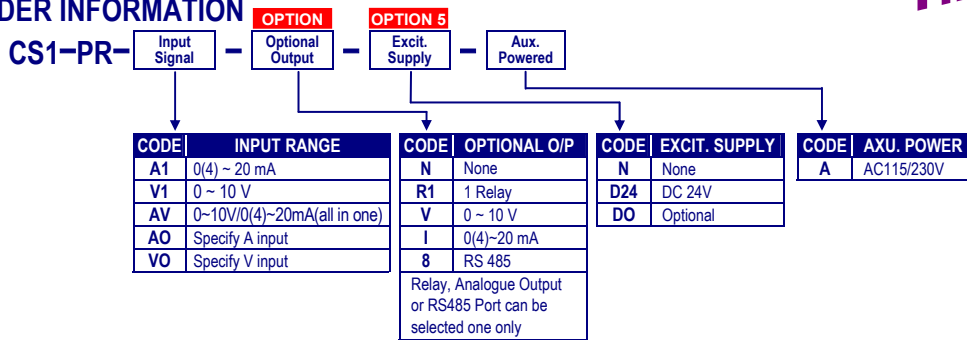 DER INFORMATION
OPTION
OPTION 5
CS1-PR-
Input Signal
-
Optional Output
-
Excit. Supply
-
Aux. Powered
CODE INPUT RANGE
A1 0(4) ~ 20 mA
V1 0 ~ 10 V
AV 0~10V/0(4)~20mA(all in one)
AO Specify A input
VO Specify V input
CODE OPTIONAL O/P
N None
R1 1 Relay
V 0 ~ 10 V
I 0(4)~20 mA
8 RS 485
Relay, Analogue Output
or RS485 Port can be
selected one only
CODE EXCIT. SUPPLY
N None
D24 DC 24V
DO Optional
CODE AXU. POWER
A AC115/230V